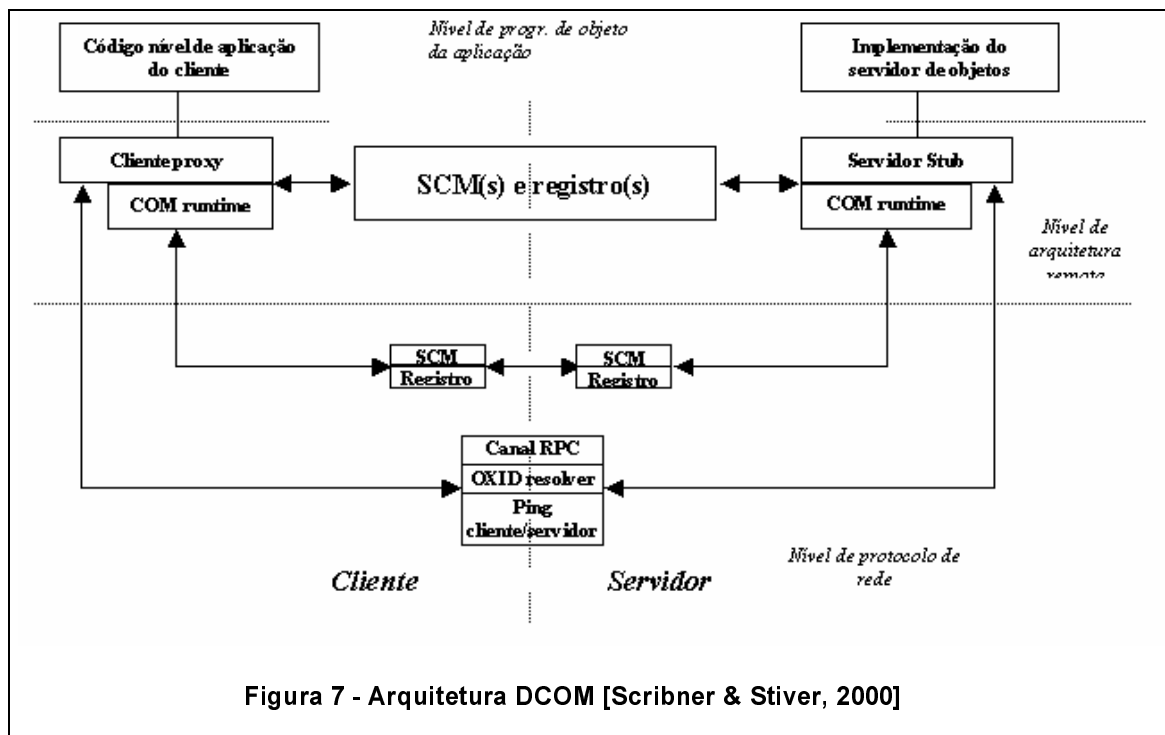 Nível de progr. de objeto
da aplicação
Código nível de aplicação
do cliente
Implementação do
servidor de objetos
Cliente proxy
COM runtime
SCM(s) e registro(s)
Servidor Stub
COM runtime
Nível de
arquitetura
remota
SCM
Registro
SCM
Registro
Canal RPC
OXID resolver
Ping
cliente/servidor
Nível de protocolo de
rede
Cliente
Servidor
Figura 7 - Arquitetura DCOM [Scribner & Stiver, 2000]